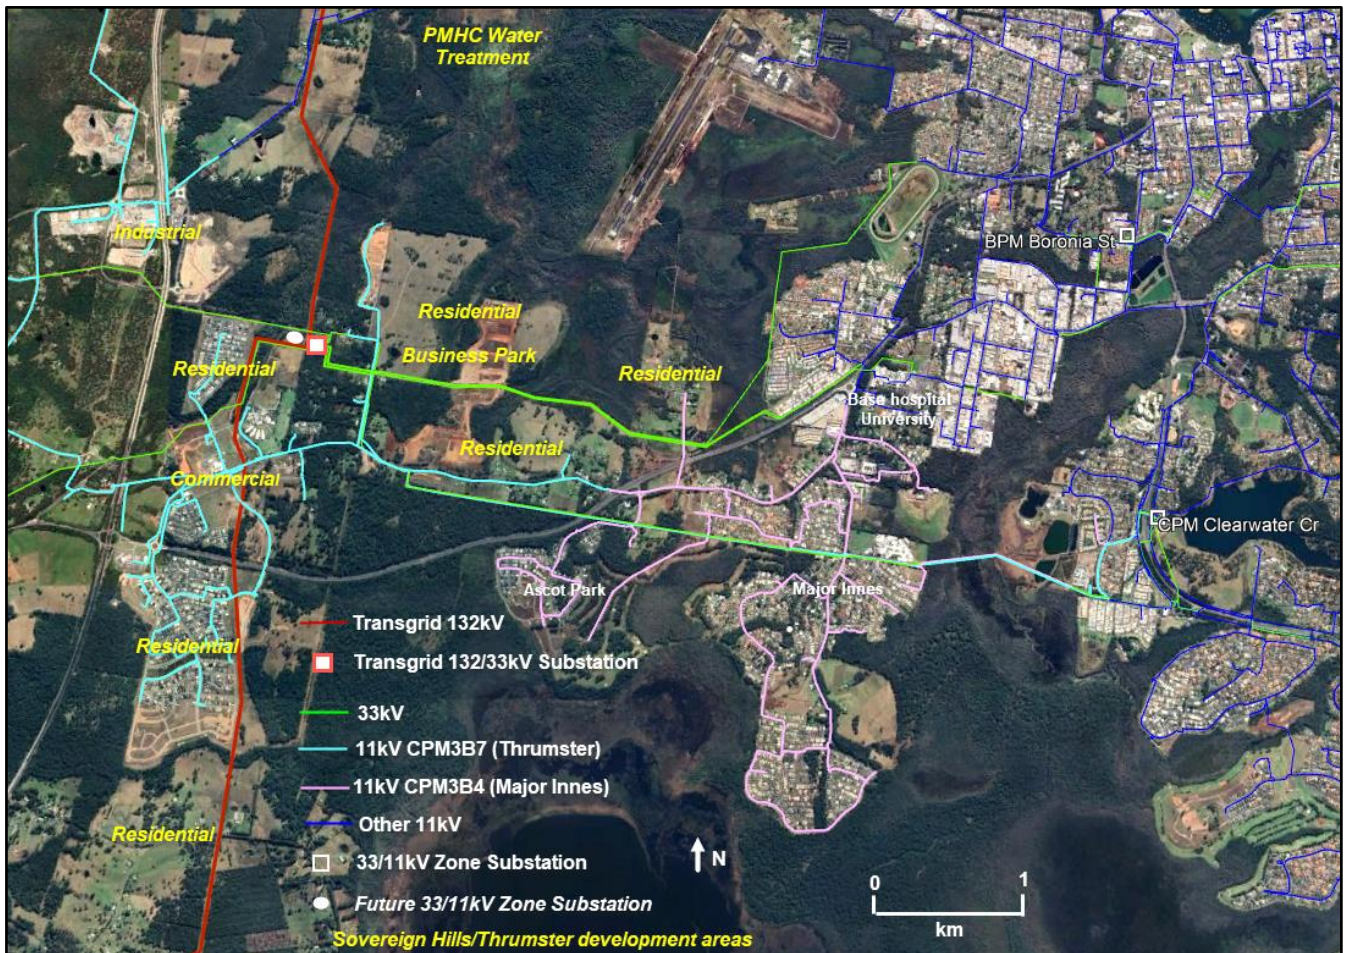 PMHC Water
Treatment
Industrial
BPM Boronia St
Residential
Business Park
Residential
Residential
Base hospital
University
Residential
Commercial
CPM Clearwater Cr
Ascot Park
Major Innes
Residential
Residential
Transgrid 132kV
Transgrid 132/33kV Substation
33kV
11kV CPM3B7 (Thrumster)
11kV CPM3B4 (Major Innes)
Other 11kV
33/11kV Zone Substation
Future 33/11kV Zone Substation
Sovereign Hills/Thrumster development areas
N
0 1
km